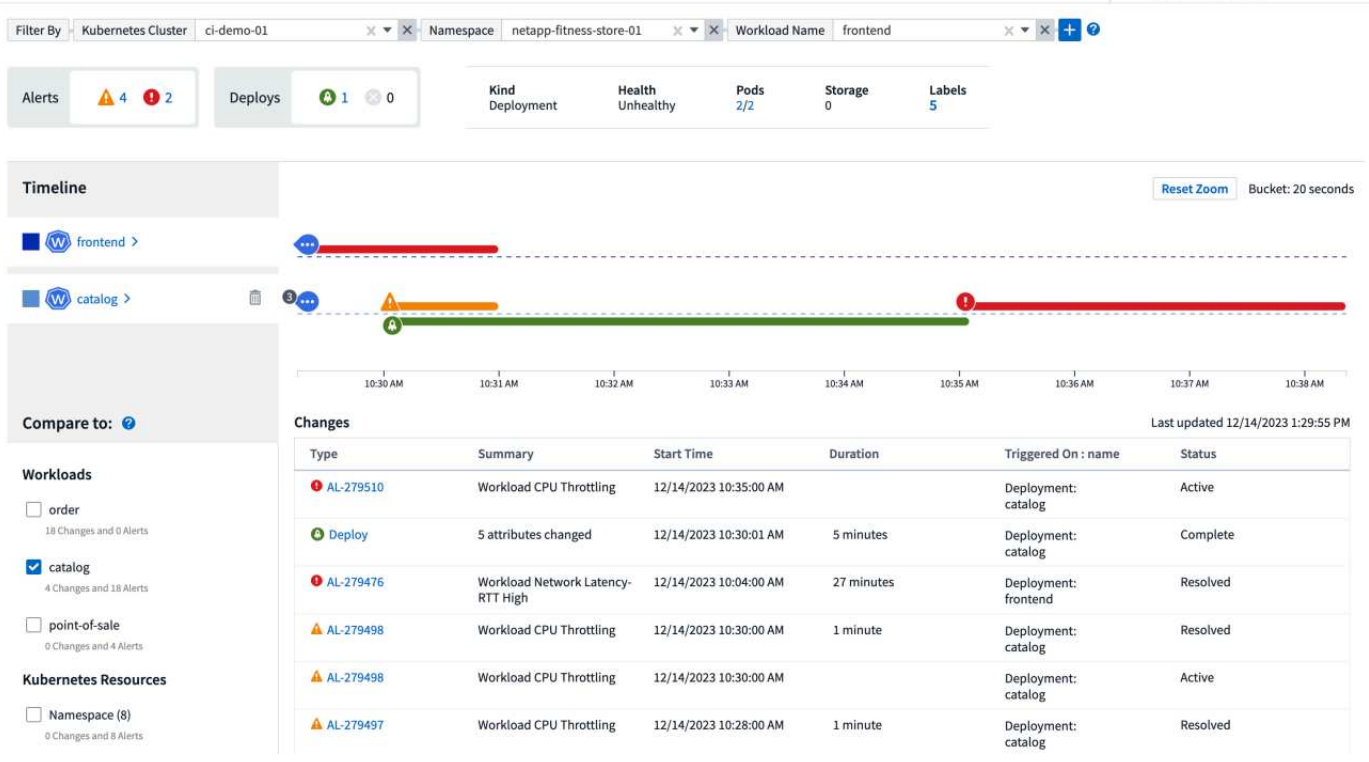 Filter By Kubernetes Cluster ci-demo-01 Namespace netapp-fitness-store-01 Workload Name frontend
Alerts 4 2 Deploys 1 0
Kind Health Pods Storage Labels
Deployment Unhealthy 2/2 0 5
Timeline
Reset Zoom Bucket: 20 seconds
W frontend >
W catalog > 3
10:30 AM 10:31 AM 10:32 AM 10:33 AM 10:34 AM 10:35 AM 10:36 AM 10:37 AM 10:38 AM
Compare to:
Workloads
order
18 Changes and 0 Alerts
catalog
4 Changes and 18 Alerts
point-of-sale
0 Changes and 4 Alerts
Kubernetes Resources
Namespace (8)
0 Changes and 8 Alerts
Changes Last updated 12/14/2023 1:29:55 PM
Type Summary Start Time Duration Triggered On : name Status
AL-279510 Workload CPU Throttling 12/14/2023 10:35:00 AM Deployment: Active
catalog
Deploy 5 attributes changed 12/14/2023 10:30:01 AM 5 minutes Deployment: Complete
catalog
AL-279476 Workload Network Latency- 12/14/2023 10:04:00 AM 27 minutes Deployment: Resolved
RTT High frontend
AL-279498 Workload CPU Throttling 12/14/2023 10:30:00 AM 1 minute Deployment: Resolved
catalog
AL-279498 Workload CPU Throttling 12/14/2023 10:30:00 AM Deployment: Active
catalog
AL-279497 Workload CPU Throttling 12/14/2023 10:28:00 AM 1 minute Deployment: Resolved
catalog